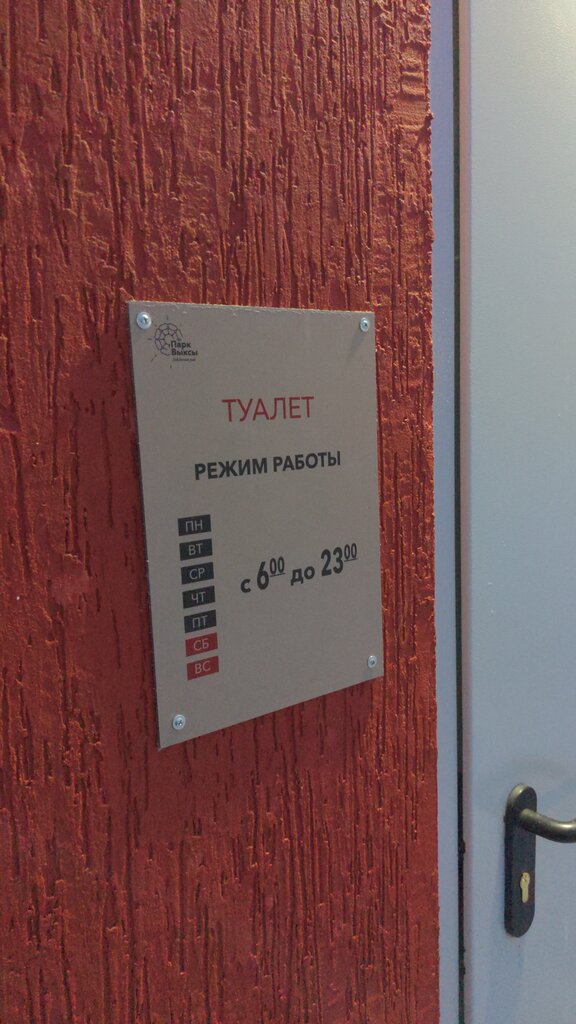 Парк
Выксы
ТУАЛЕТ
РЕЖИМ РАБОТЫ
ПН
ВТ
СР
с 6⁰⁰ до 23⁰⁰
ЧТ
ПТ
СБ
ВС